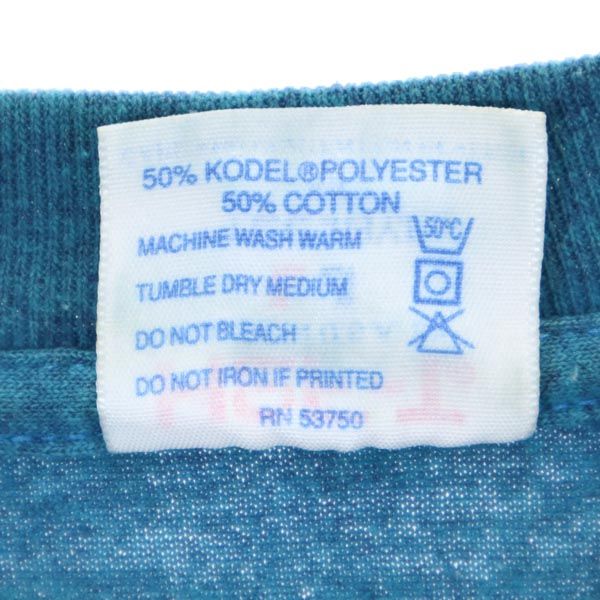 50% KODEL®POLYESTER
50% COTTON
MACHINE WASH WARM
50°C
TUMBLE DRY MEDIUM
DO NOT BLEACH
DO NOT IRON IF PRINTED
RN 53750